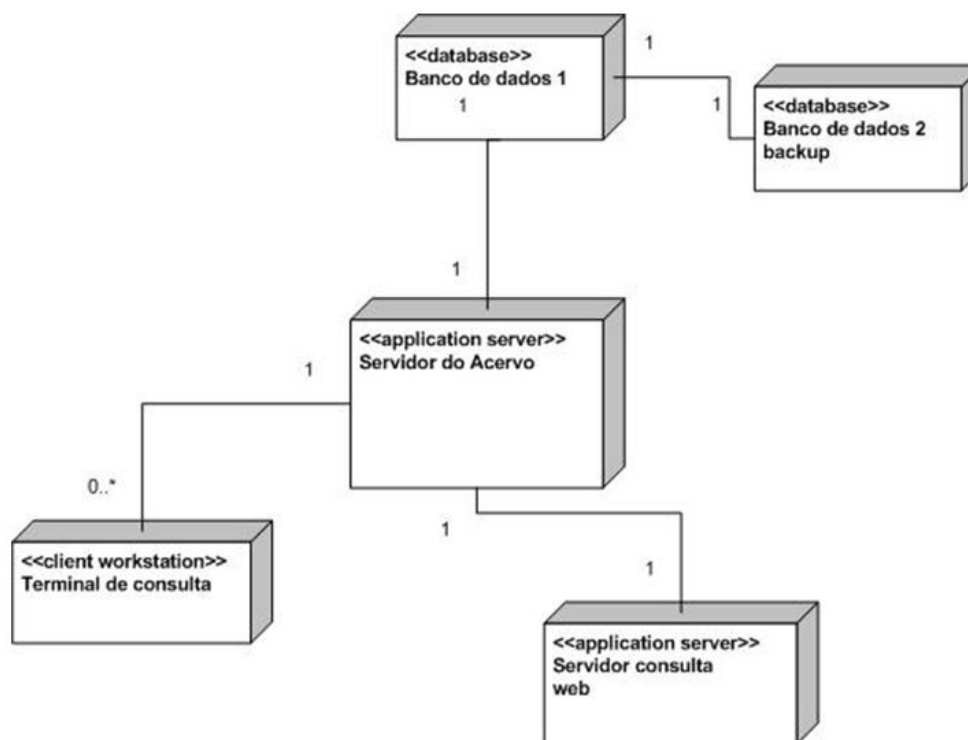 <<database>>
Banco de dados 1
1
1
1
<<database>>
Banco de dados 2
backup
1
<<application server>>
Servidor do Acervo
1
0..*
<<client workstation>>
Terminal de consulta
1
1
<<application server>>
Servidor consulta
web